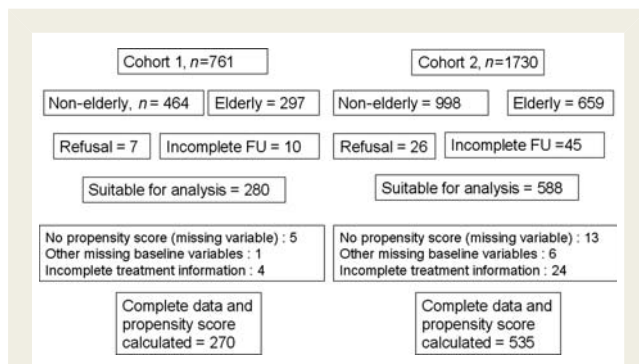 Cohort 1, n=761
Non-elderly, n = 464
Elderly = 297
Refusal = 7
Incomplete FU = 10
Suitable for analysis = 280
No propensity score (missing variable) : 5
Other missing baseline variables : 1
Incomplete treatment information : 4
Complete data and
propensity score
calculated = 270
Cohort 2, n=1730
Non-elderly = 998
Elderly = 659
Refusal = 26
Incomplete FU =45
Suitable for analysis = 588
No propensity score (missing variable) : 13
Other missing baseline variables : 6
Incomplete treatment information : 24
Complete data and
propensity score
calculated = 535